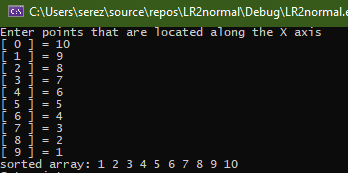 C:\Users\serez\source\repos\LR2normal\Debug\LR2normal.e
Enter points that are located along the X axis
[ 0 ] = 10
[ 1 ] = 9
[ 2 ] = 8
[ 3 ] = 7
[ 4 ] = 6
[ 5 ] = 5
[ 6 ] = 4
[ 7 ] = 3
[ 8 ] = 2
[ 9 ] = 1
sorted array: 1 2 3 4 5 6 7 8 9 10